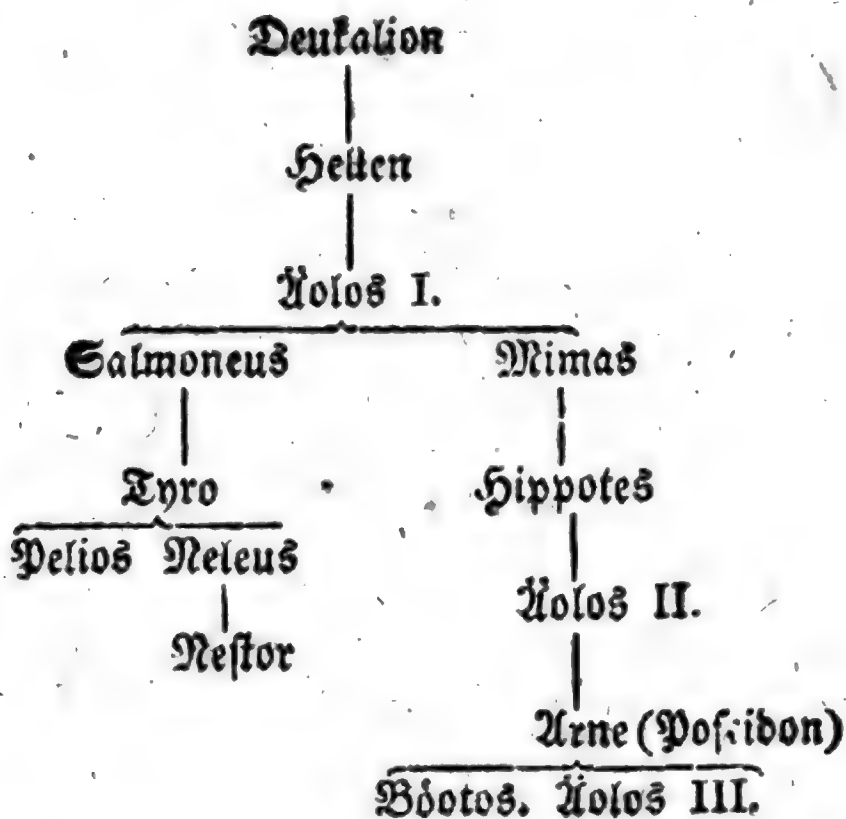 Deukalion
Hellen
Äolos I.
Salmoneus Mimas
Tyro Hippotes
Pelios Neleus
Äolos II.
Neſtor
Arne (Poſeidon)
Böotos. Äolos III.